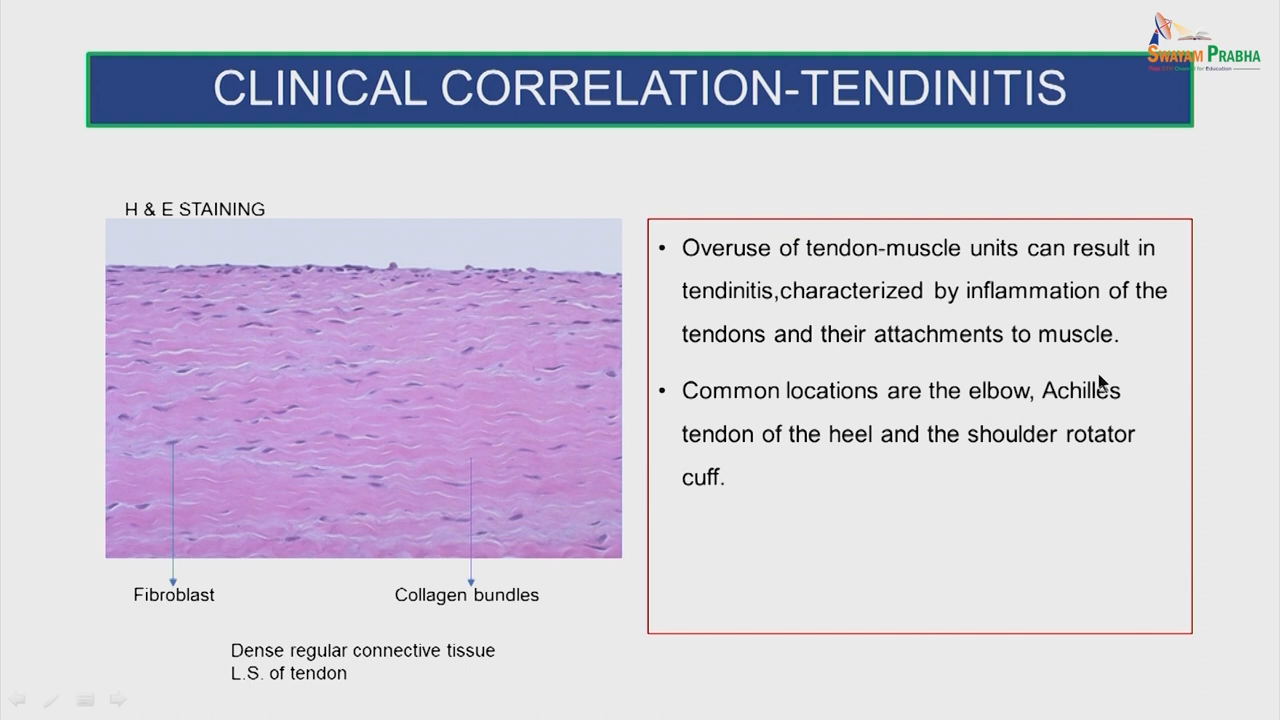 SWAYAM PRABHA
CLINICAL CORRELATION-TENDINITIS
H & E STAINING
Overuse of tendon-muscle units can result in
tendinitis,characterized by inflammation of the
tendons and their attachments to muscle.
Common locations are the elbow, Achilles
tendon of the heel and the shoulder rotator
cuff.
Fibroblast
Collagen bundles
Dense regular connective tissue
L.S. of tendon